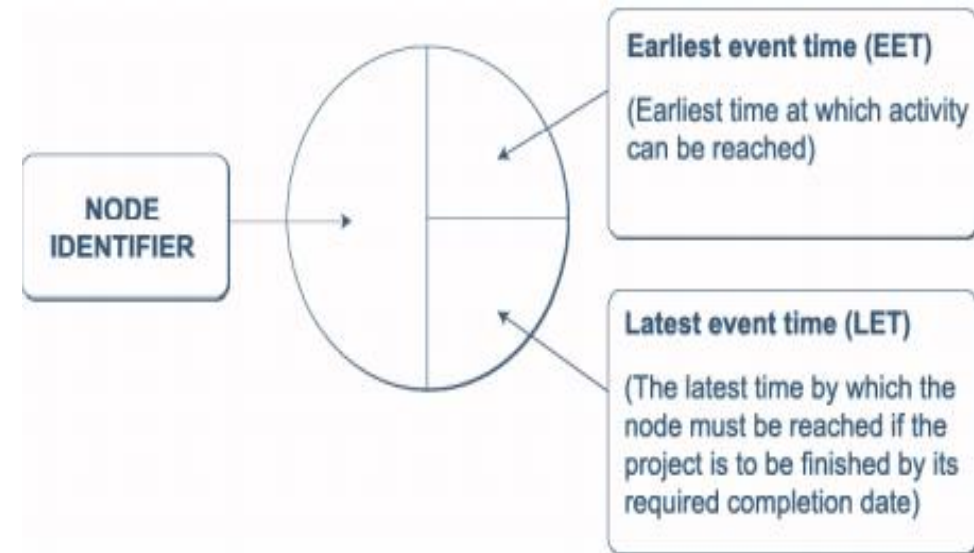 NODE
IDENTIFIER
Earliest event time (EET)
(Earliest time at which activity
can be reached)
Latest event time (LET)
(The latest time by which the
node must be reached if the
project is to be finished by its
required completion date)